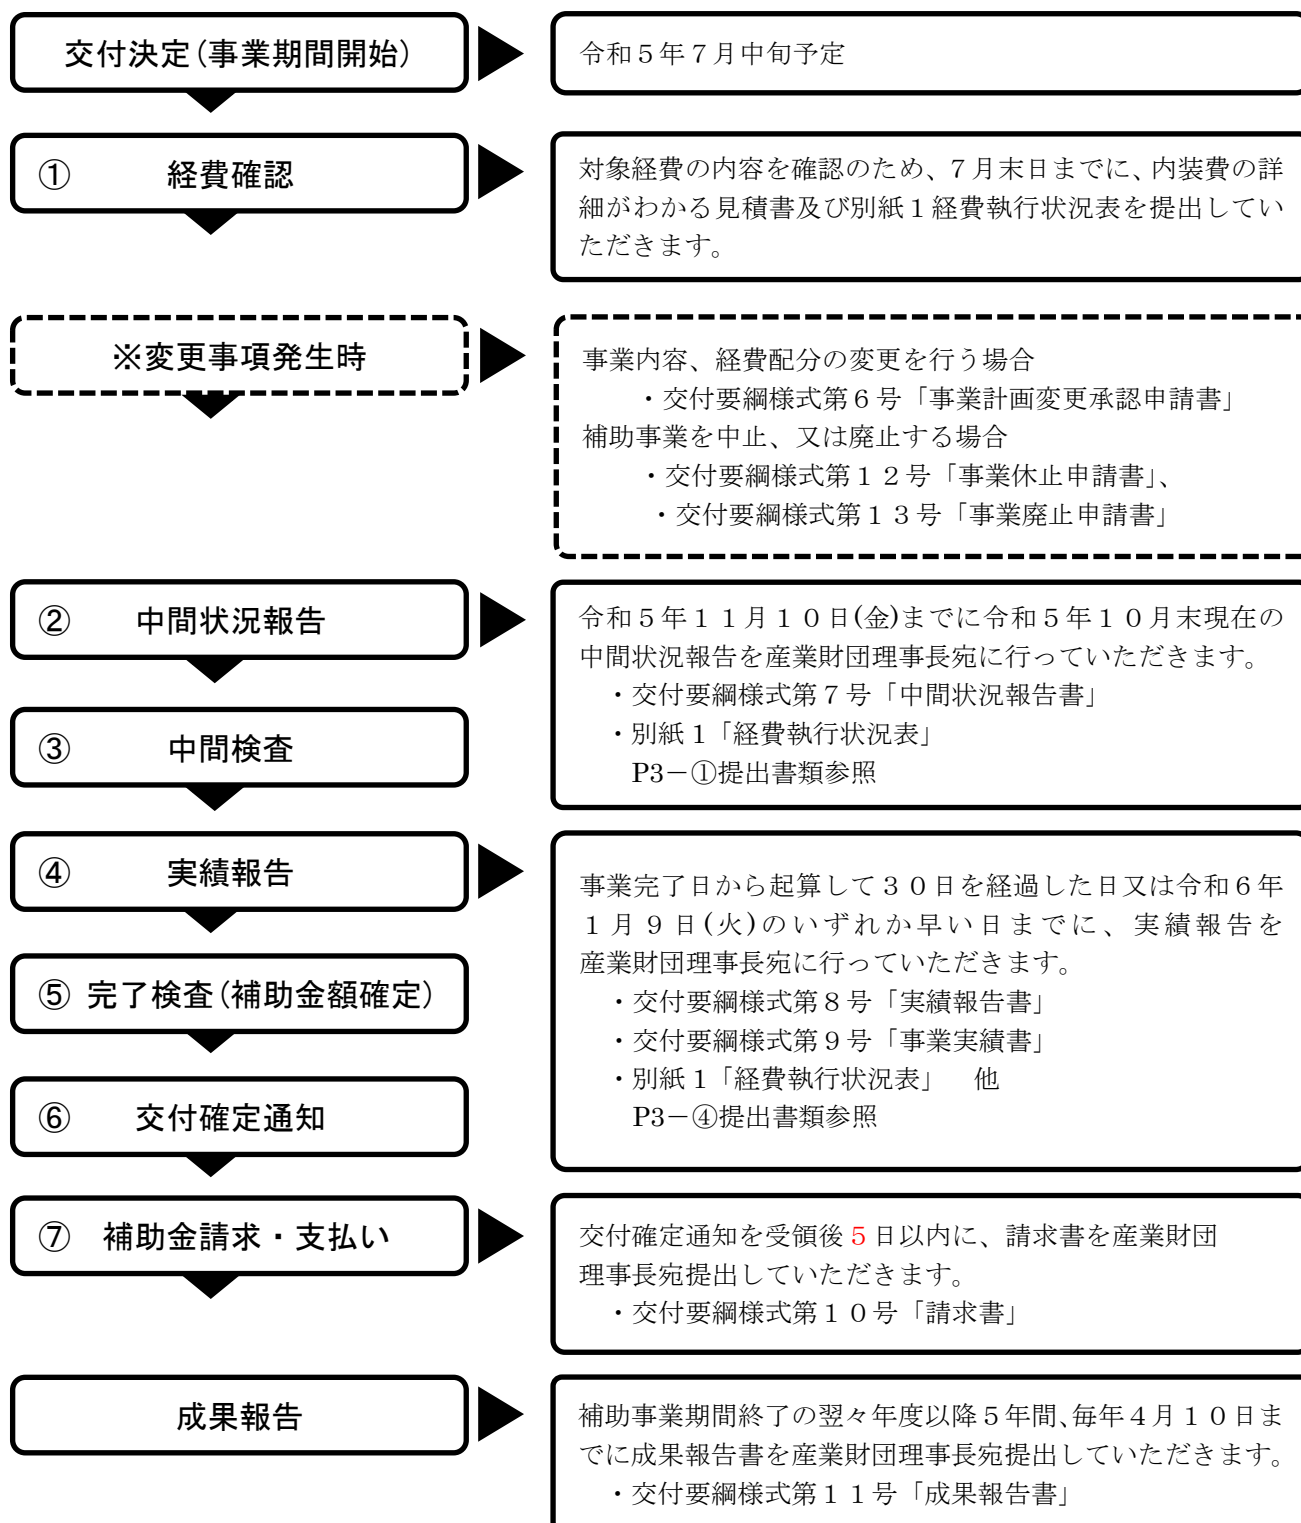 交付決定(事業期間開始)
令和５年７月中旬予定
① 経費確認
対象経費の内容を確認のため、７月末日までに、内装費の詳
細がわかる見積書及び別紙１経費執行状況表を提出してい
ただきます。
※変更事項発生時
事業内容、経費配分の変更を行う場合
・交付要綱様式第６号「事業計画変更承認申請書」
補助事業を中止、又は廃止する場合
・交付要綱様式第１２号「事業休止申請書」、
・交付要綱様式第１３号「事業廃止申請書」
② 中間状況報告
令和５年１１月１０日(金)までに令和５年１０月末現在の
中間状況報告を産業財団理事長宛に行っていただきます。
・交付要綱様式第７号「中間状況報告書」
・別紙１「経費執行状況表」
P3－①提出書類参照
③ 中間検査
④ 実績報告
事業完了日から起算して３０日を経過した日又は令和６年
１月９日(火)のいずれか早い日までに、実績報告を
産業財団理事長宛に行っていただきます。
・交付要綱様式第８号「実績報告書」
・交付要綱様式第９号「事業実績書」
・別紙１「経費執行状況表」　他
P3－④提出書類参照
⑤ 完了検査(補助金額確定)
⑥ 交付確定通知
⑦ 補助金請求・支払い
交付確定通知を受領後５日以内に、請求書を産業財団
理事長宛提出していただきます。
・交付要綱様式第１０号「請求書」
成果報告
補助事業期間終了の翌々年度以降５年間、毎年４月１０日ま
でに成果報告書を産業財団理事長宛提出していただきます。
・交付要綱様式第１１号「成果報告書」